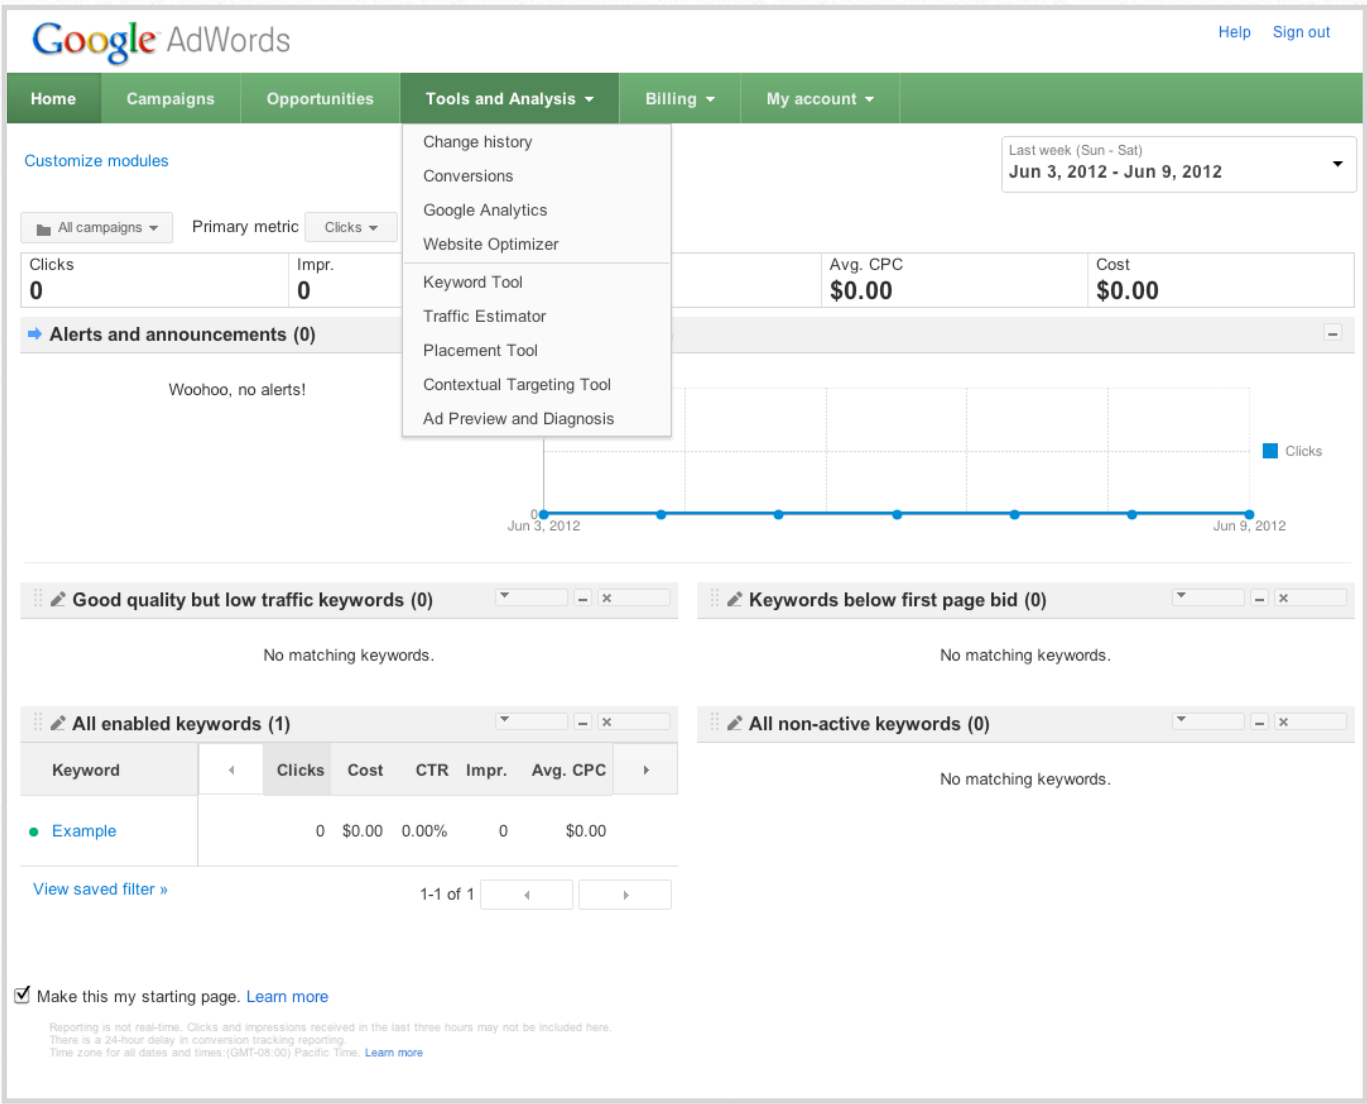 Google AdWords
Help Sign out
Home Campaigns Opportunities Tools and Analysis Billing My account
Change history
Conversions
Google Analytics
Website Optimizer
Keyword Tool
Traffic Estimator
Placement Tool
Contextual Targeting Tool
Ad Preview and Diagnosis
Customize modules
Last week (Sun - Sat)
Jun 3, 2012 - Jun 9, 2012
All campaigns Primary metric Clicks
Clicks Impr. Avg. CPC Cost
0 0 $0.00 $0.00
Alerts and announcements (0)
Woohoo, no alerts!
Clicks
0
Jun 3, 2012 Jun 9, 2012
Good quality but low traffic keywords (0)
No matching keywords.
Keywords below first page bid (0)
No matching keywords.
All enabled keywords (1)
Keyword Clicks Cost CTR Impr. Avg. CPC
Example 0 $0.00 0.00% 0 $0.00
View saved filter » 1-1 of 1
All non-active keywords (0)
No matching keywords.
Make this my starting page. Learn more
Reporting is not real-time. Clicks and impressions received in the last three hours may not be included here.
There is a 24-hour delay in conversion tracking reporting.
Time zone for all dates and times:(GMT-08:00) Pacific Time. Learn more